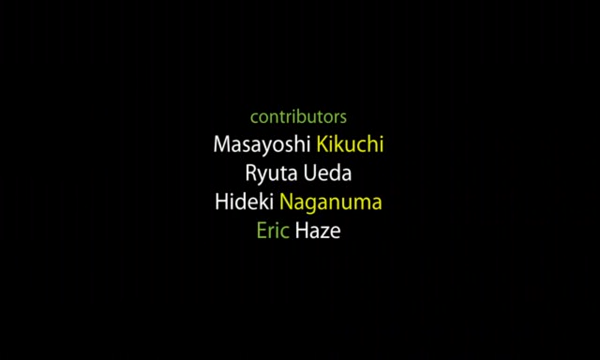 contributors
Masayoshi Kikuchi
Ryuta Ueda
Hideki Naganuma
Eric Haze